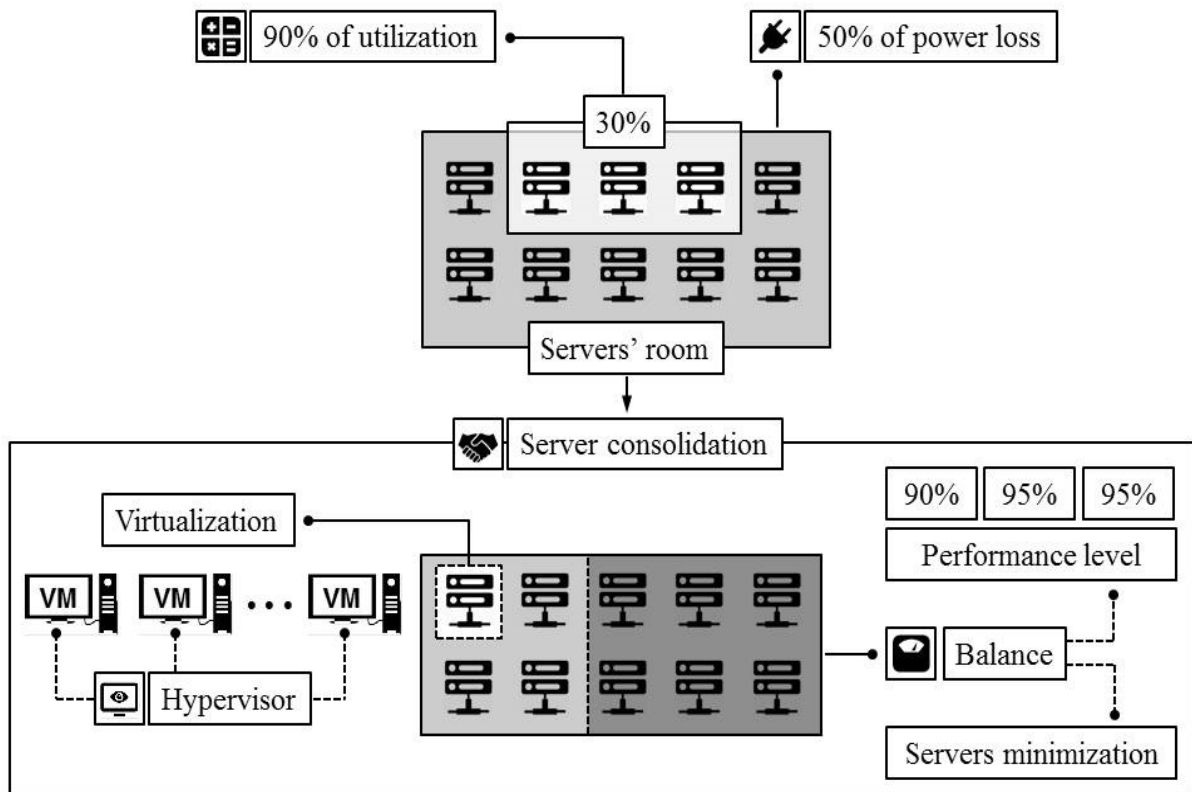 90% of utilization
50% of power loss
30%
Servers’ room
Server consolidation
90%
95%
95%
Virtualization
Performance level
VM
VM
VM
Balance
Hypervisor
Servers minimization